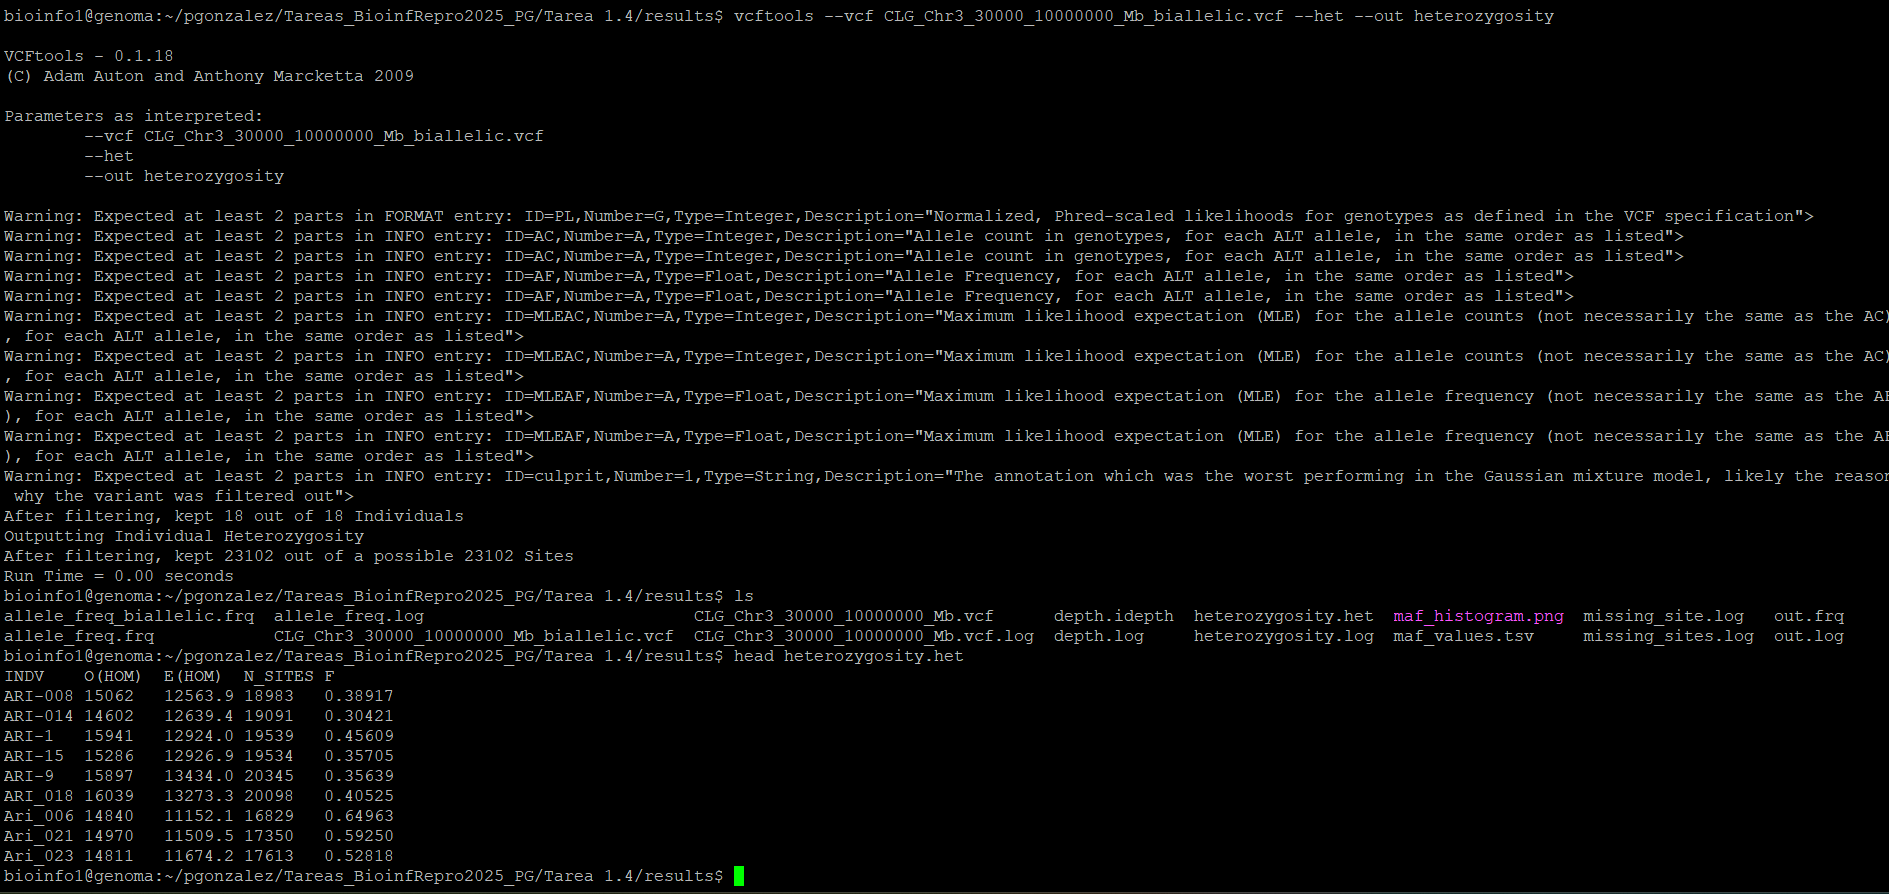 bioinfo1@genoma:~/pgonzalez/Tareas_BioinfRepro2025_PG/Tarea 1.4/results$ vcftools --vcf CLG_Chr3_30000_10000000_Mb_biallelic.vcf --het --out heterozygosity
VCFtools - 0.1.18
(C) Adam Auton and Anthony Marcketta 2009
Parameters as interpreted:
--vcf CLG_Chr3_30000_10000000_Mb_biallelic.vcf
--het
--out heterozygosity
Warning: Expected at least 2 parts in FORMAT entry: ID=PL,Number=G,Type=Integer,Description="Normalized, Phred-scaled likelihoods for genotypes as defined in the VCF specification">
Warning: Expected at least 2 parts in INFO entry: ID=AC,Number=A,Type=Integer,Description="Allele count in genotypes, for each ALT allele, in the same order as listed">
Warning: Expected at least 2 parts in INFO entry: ID=AC,Number=A,Type=Integer,Description="Allele count in genotypes, for each ALT allele, in the same order as listed">
Warning: Expected at least 2 parts in INFO entry: ID=AF,Number=A,Type=Float,Description="Allele Frequency, for each ALT allele, in the same order as listed">
Warning: Expected at least 2 parts in INFO entry: ID=AF,Number=A,Type=Float,Description="Allele Frequency, for each ALT allele, in the same order as listed">
Warning: Expected at least 2 parts in INFO entry: ID=MLEAC,Number=A,Type=Integer,Description="Maximum likelihood expectation (MLE) for the allele counts (not necessarily the same as the AC)
, for each ALT allele, in the same order as listed">
Warning: Expected at least 2 parts in INFO entry: ID=MLEAC,Number=A,Type=Integer,Description="Maximum likelihood expectation (MLE) for the allele counts (not necessarily the same as the AC)
, for each ALT allele, in the same order as listed">
Warning: Expected at least 2 parts in INFO entry: ID=MLEAF,Number=A,Type=Float,Description="Maximum likelihood expectation (MLE) for the allele frequency (not necessarily the same as the AF
), for each ALT allele, in the same order as listed">
Warning: Expected at least 2 parts in INFO entry: ID=MLEAF,Number=A,Type=Float,Description="Maximum likelihood expectation (MLE) for the allele frequency (not necessarily the same as the AF
), for each ALT allele, in the same order as listed">
Warning: Expected at least 2 parts in INFO entry: ID=culprit,Number=1,Type=String,Description="The annotation which was the worst performing in the Gaussian mixture model, likely the reason
why the variant was filtered out">
After filtering, kept 18 out of 18 Individuals
Outputting Individual Heterozygosity
After filtering, kept 23102 out of a possible 23102 Sites
Run Time = 0.00 seconds
bioinfo1@genoma:~/pgonzalez/Tareas_BioinfRepro2025_PG/Tarea 1.4/results$ ls
allele_freq_biallelic.frq allele_freq.log CLG_Chr3_30000_10000000_Mb.vcf depth.idepth heterozygosity.het maf_histogram.png missing_site.log out.frq
allele_freq.frq CLG_Chr3_30000_10000000_Mb_biallelic.vcf CLG_Chr3_30000_10000000_Mb.vcf.log depth.log heterozygosity.log maf_values.tsv missing_sites.log out.log
bioinfo1@genoma:~/pgonzalez/Tareas_BioinfRepro2025_PG/Tarea 1.4/results$ head heterozygosity.het
INDV O(HOM) E(HOM) N_SITES F
ARI-008 15062 12563.9 18983 0.38917
ARI-014 14602 12639.4 19091 0.30421
ARI-1 15941 12924.0 19539 0.45609
ARI-15 15286 12926.9 19534 0.35705
ARI-9 15897 13434.0 20345 0.35639
ARI_018 16039 13273.3 20098 0.40525
Ari_006 14840 11152.1 16829 0.64963
Ari_021 14970 11509.5 17350 0.59250
Ari_023 14811 11674.2 17613 0.52818
bioinfo1@genoma:~/pgonzalez/Tareas_BioinfRepro2025_PG/Tarea 1.4/results$